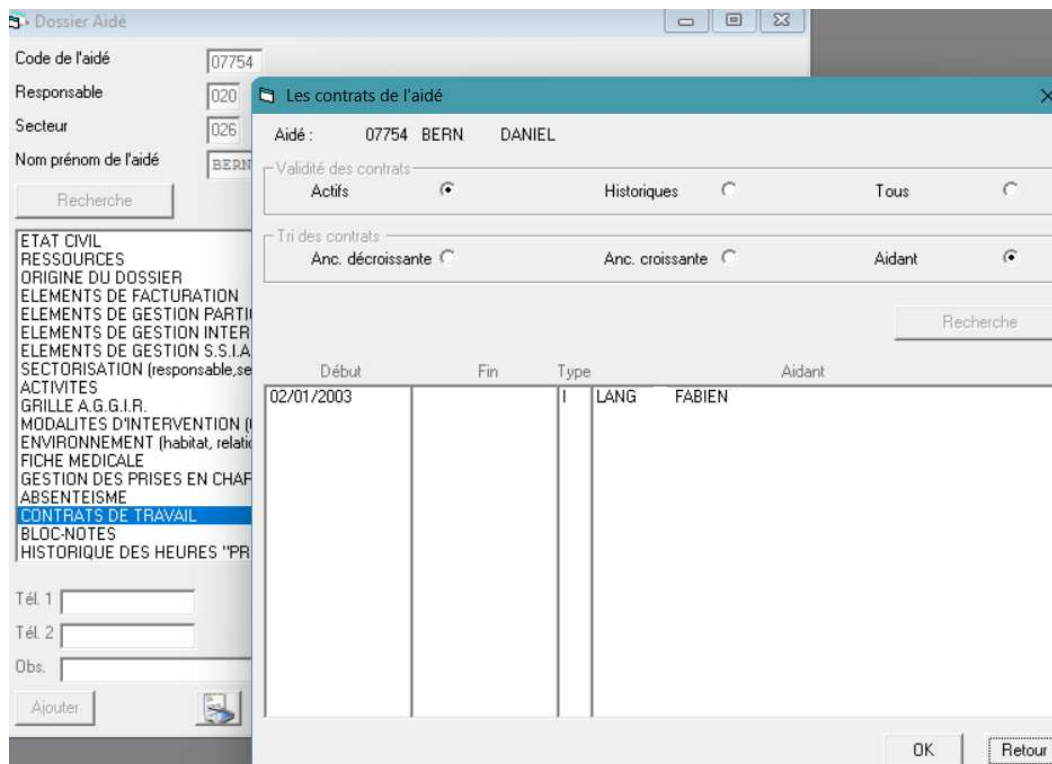 Dossier Aidé
Code de l'aidé 07754
Responsable 020
Secteur 026
Nom prénom de l'aidé BERN
Recherche
ETAT CIVIL
RESSOURCES
ORIGINE DU DOSSIER
ELEMENTS DE FACTURATION
ELEMENTS DE GESTION PARTI
ELEMENTS DE GESTION INTER
ELEMENTS DE GESTION S.S.I.A
SECTORISATION (responsable,se
ACTIVITES
GRILLE A.G.G.I.R.
MODALITES D'INTERVENTION (
ENVIRONNEMENT (habitat, relatio
FICHE MEDICALE
GESTION DES PRISES EN CHAR
ABSENTEISME
CONTRATS DE TRAVAIL
BLOC-NOTES
HISTORIQUE DES HEURES "PR
Tél. 1
Tél. 2
Obs.
Ajouter
Les contrats de l'aidé
Aidé : 07754 BERN DANIEL
Validité des contrats
Actifs Historiques Tous
Tri des contrats
Anc. décroissante Anc. croissante Aidant
Recherche
Début Fin Type Aidant
02/01/2003 I LANG FABIEN
OK Retour